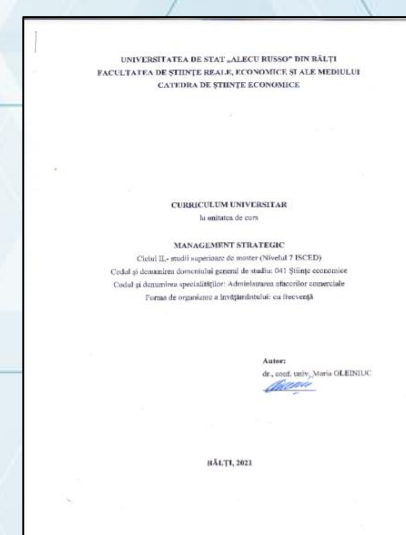 UNIVERSITATEA DE STAT „ALECU RUSSO” DIN BĂLȚI
FACULTATEA DE ȘTIINȚE REALE, ECONOMICE ȘI ALE MEDIULUI
CATEDRA DE ȘTIINȚE ECONOMICE
CURRICULUM UNIVERSITAR
la unitatea de curs
MANAGEMENT STRATEGIC
Ciclul II,- studii superioare de master (Nivelul 7 ISCED)
Codul și denumirea domeniului general de studiu: 041 Științe economice
Codul și denumirea specialităților: Administrarea afacerilor comerciale
Forma de organizare a învățământului: cu frecvență
Autor:
dr., conf. univ., Maria OLEINIUC
BĂLȚI, 2021